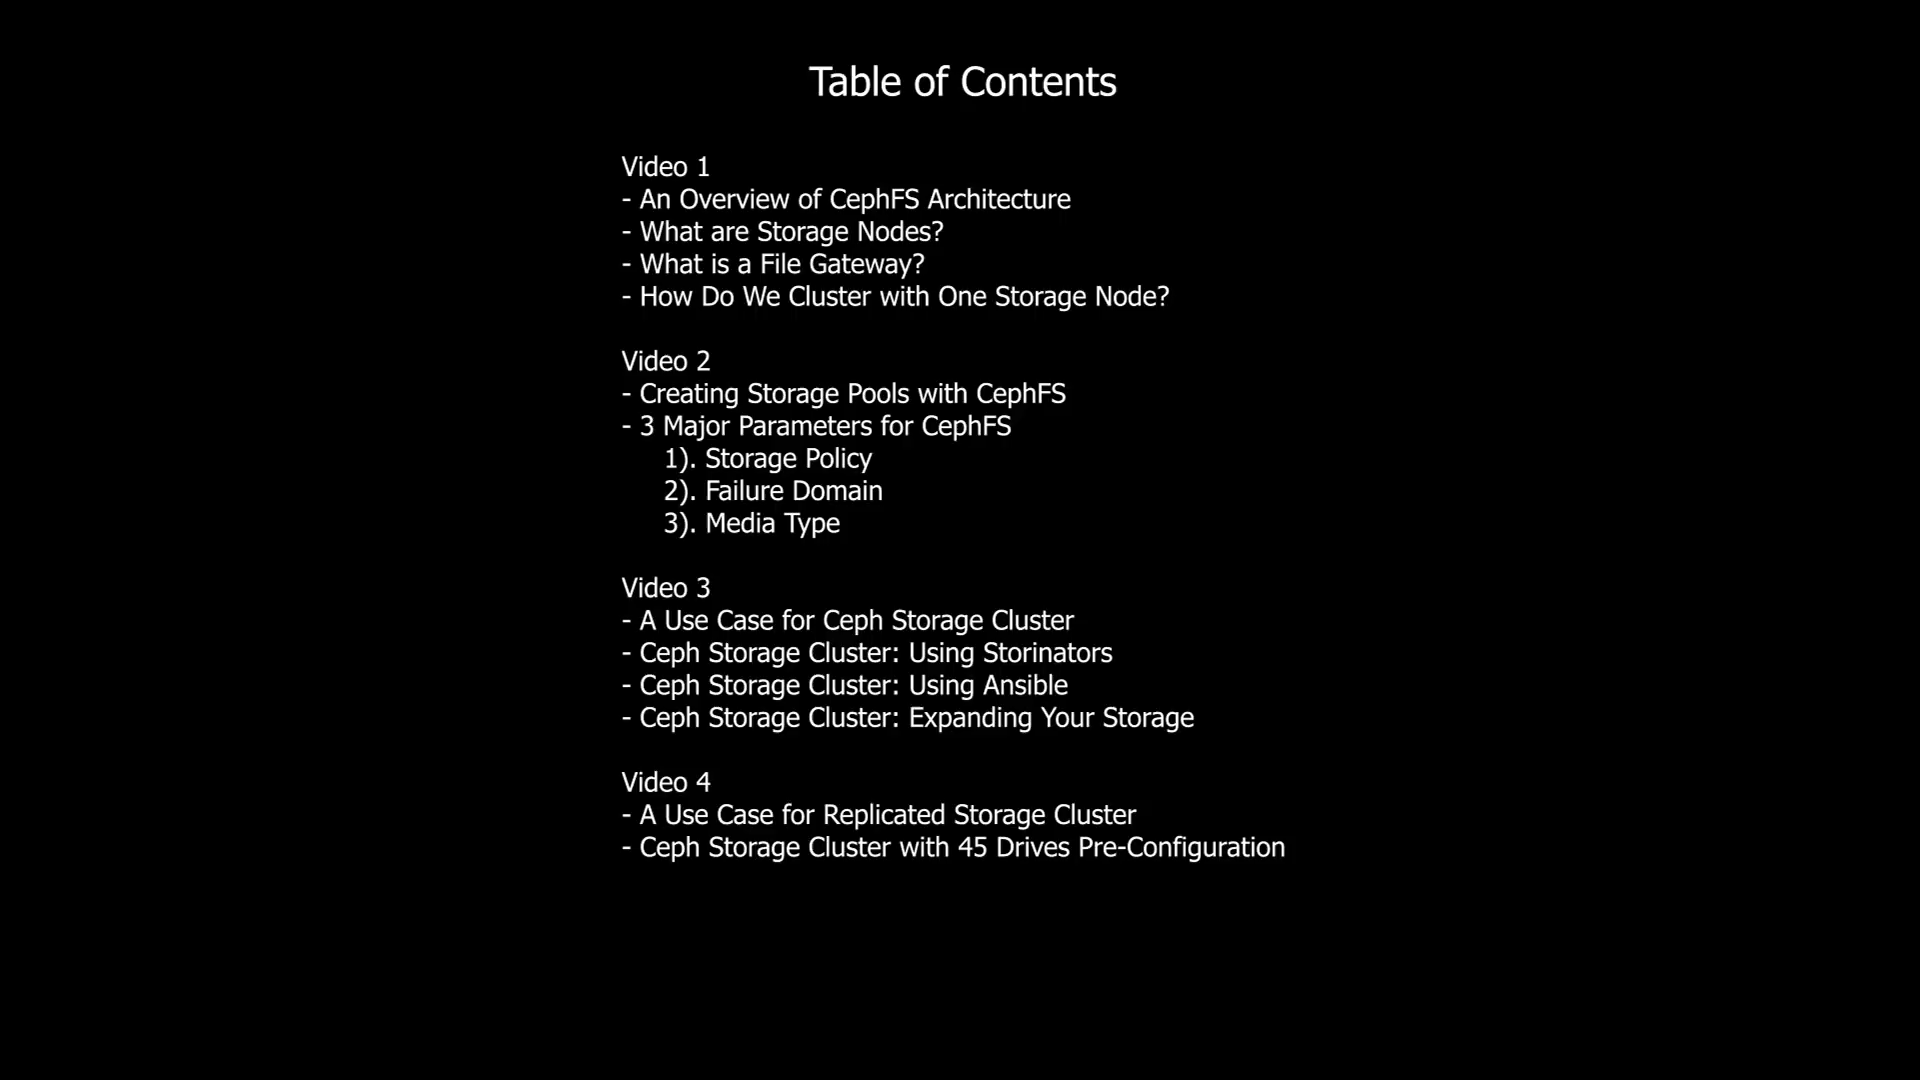 Table of Contents
Video 1
- An Overview of CephFS Architecture
- What are Storage Nodes?
- What is a File Gateway?
- How Do We Cluster with One Storage Node?
Video 2
- Creating Storage Pools with CephFS
- 3 Major Parameters for CephFS
1). Storage Policy
2). Failure Domain
3). Media Type
Video 3
- A Use Case for Ceph Storage Cluster
- Ceph Storage Cluster: Using Storinators
- Ceph Storage Cluster: Using Ansible
- Ceph Storage Cluster: Expanding Your Storage
Video 4
- A Use Case for Replicated Storage Cluster
- Ceph Storage Cluster with 45 Drives Pre-Configuration